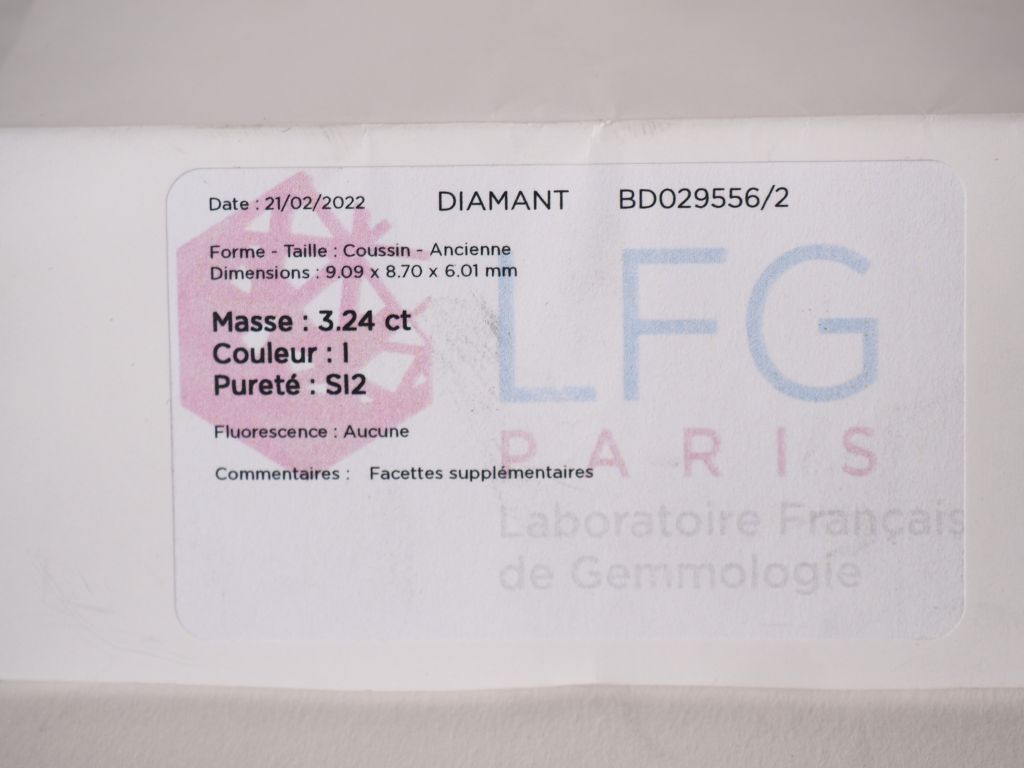 Date : 21/02/2022 DIAMANT BD029556/2
Forme - Taille : Coussin - Ancienne
Dimensions : 9.09 x 8.70 x 6.01 mm
Masse : 3.24 ct
Couleur : I
Pureté : SI2
Fluorescence : Aucune
Commentaires : Facettes supplémentaires
LFG
PARIS
Laboratoire Français
de Gemmologie